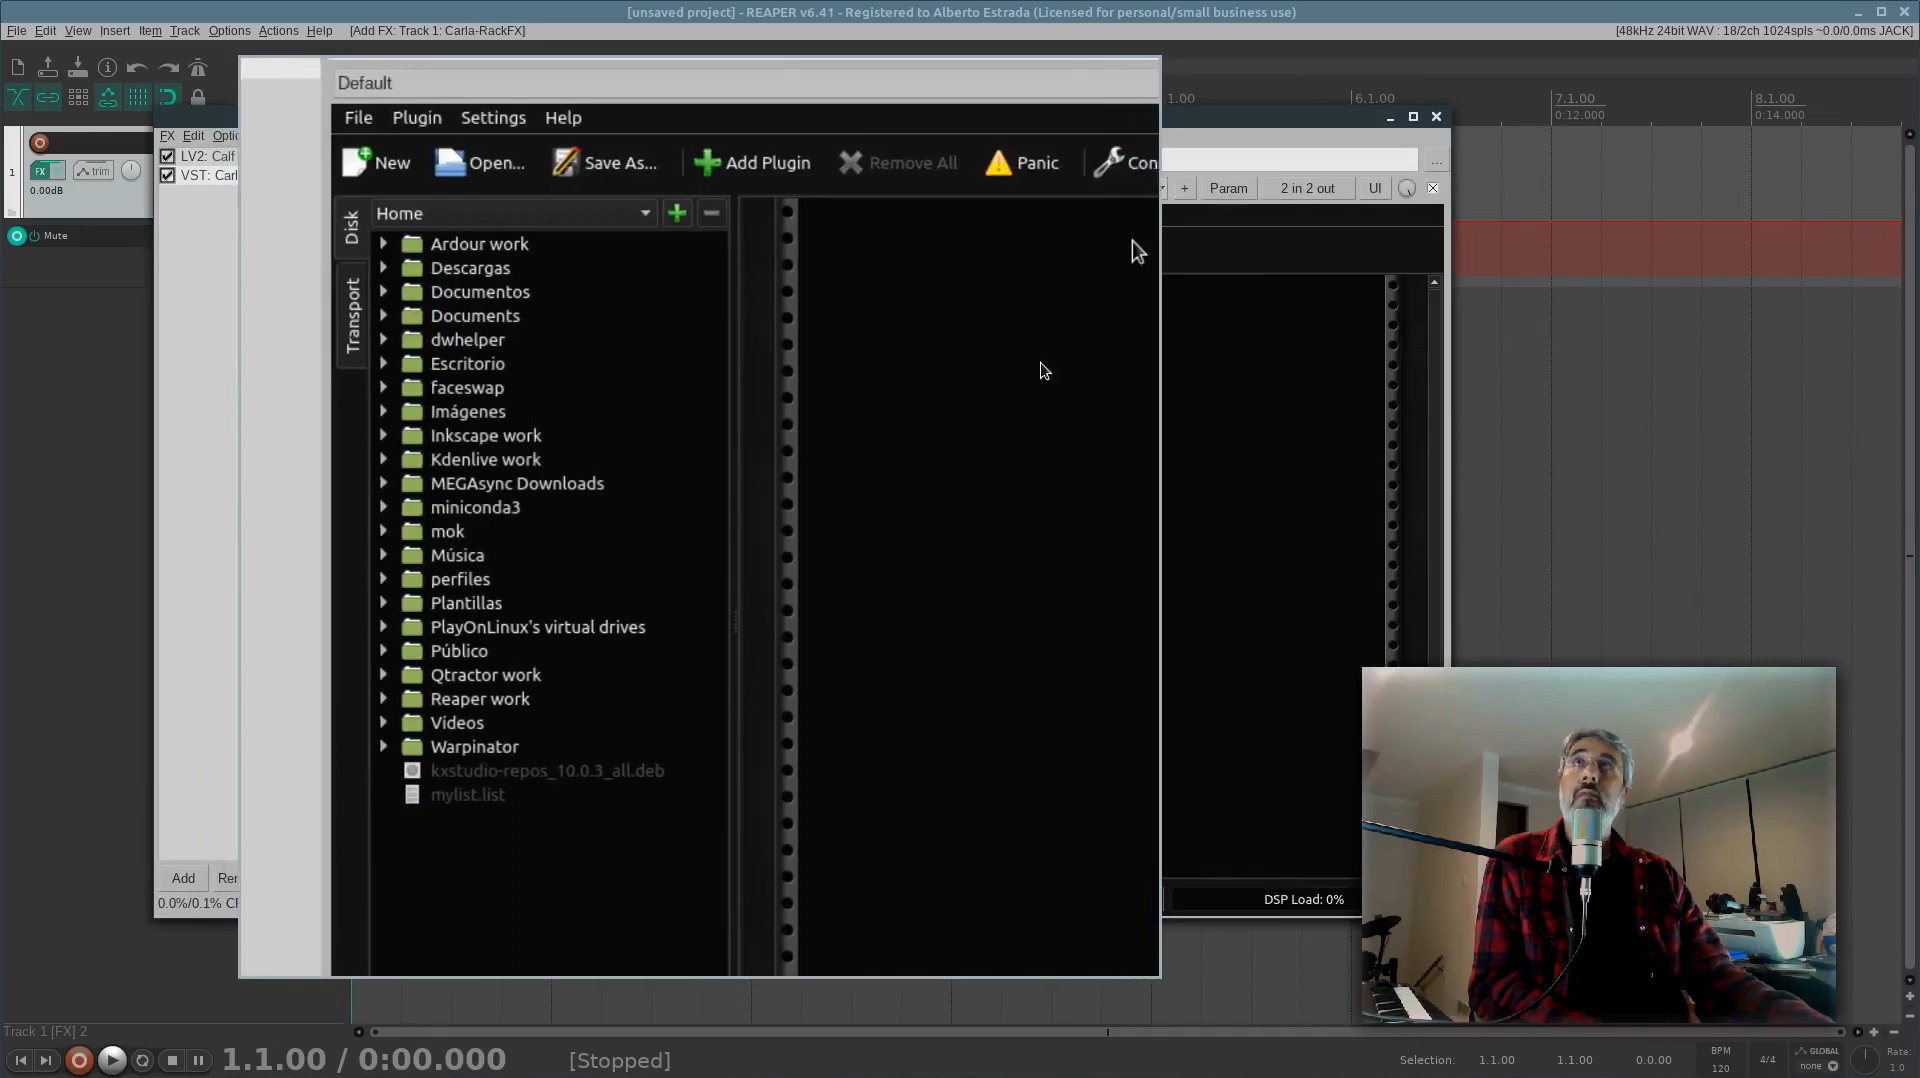 [unsaved project] - REAPER v6.41 - Registered to Alberto Estrada (Licensed for personal/small business use)
File Edit View Insert Item Track Options Actions Help [Add FX: Track 1: Carla-RackFX]
[48kHz 24bit WAV : 18/2ch 1024spls ~0.0/0.0ms JACK]
Default
File Plugin Settings Help
New Open... Save As... Add Plugin Remove All Panic Con
Disk
Transport
Home
Ardour work
Descargas
Documentos
Documents
dwhelper
Escritorio
faceswap
Imágenes
Inkscape work
Kdenlive work
MEGAsync Downloads
miniconda3
mok
Música
perfiles
Plantillas
PlayOnLinux's virtual drives
Público
Qtractor work
Reaper work
Vídeos
Warpinator
kxstudio-repos_10.0.3_all.deb
mylist.list
FX Edit Optio
LV2: Calf
VST: Carl
1
FX trim
0.00dB
Mute
1.00 6.1.00 7.1.00 8.1.00
0:12.000 0:14.000
...
+ Param 2 in 2 out UI
Add Rer
0.0%/0.1% CF
DSP Load: 0%
Track 1 [FX] 2
1.1.00 / 0:00.000 [Stopped]
Selection: 1.1.00 1.1.00 0.0.00
BPM
120
4/4
GLOBAL
none
Rate:
1.0